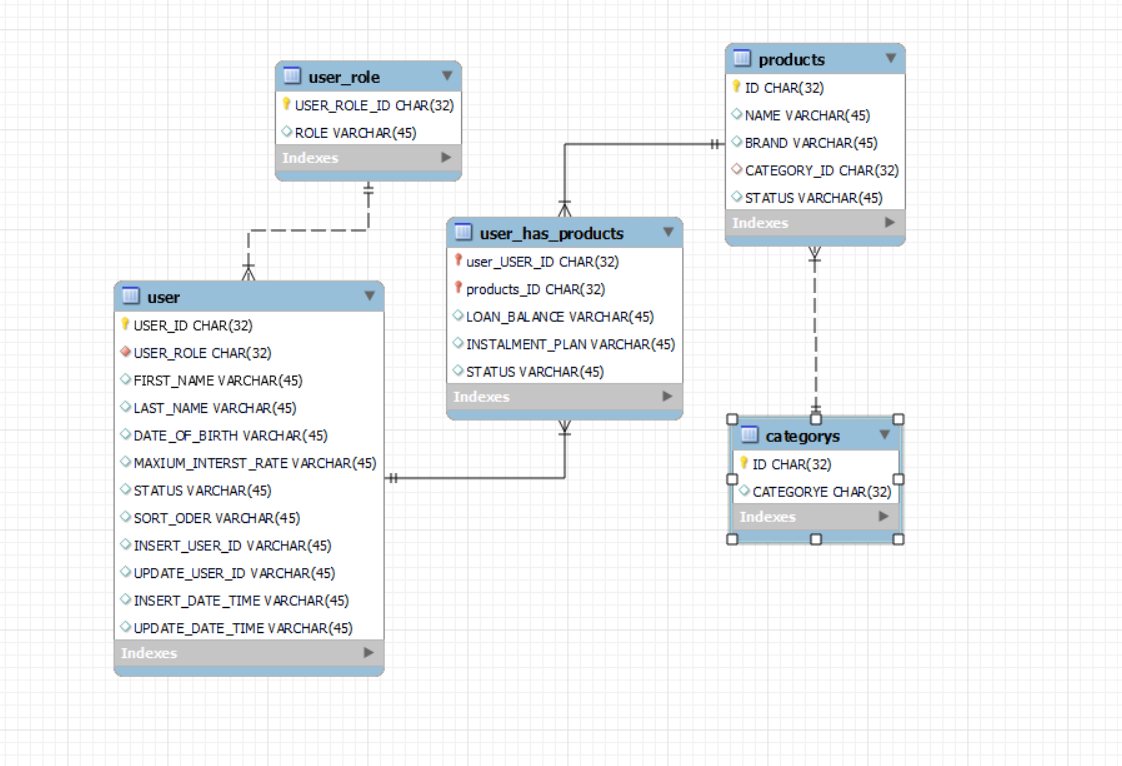 user_role
USER_ROLE_ID CHAR(32)
ROLE VARCHAR(45)
Indexes
products
ID CHAR(32)
NAME VARCHAR(45)
BRAND VARCHAR(45)
CATEGORY_ID CHAR(32)
STATUS VARCHAR(45)
Indexes
user_has_products
user_USER_ID CHAR(32)
products_ID CHAR(32)
LOAN_BALANCE VARCHAR(45)
INSTALMENT_PLAN VARCHAR(45)
STATUS VARCHAR(45)
Indexes
user
USER_ID CHAR(32)
USER_ROLE CHAR(32)
FIRST_NAME VARCHAR(45)
LAST_NAME VARCHAR(45)
DATE_OF_BIRTH VARCHAR(45)
MAXIUM_INTERST_RATE VARCHAR(45)
STATUS VARCHAR(45)
SORT_ODER VARCHAR(45)
INSERT_USER_ID VARCHAR(45)
UPDATE_USER_ID VARCHAR(45)
INSERT_DATE_TIME VARCHAR(45)
UPDATE_DATE_TIME VARCHAR(45)
Indexes
categorys
ID CHAR(32)
CATEGORYE CHAR(32)
Indexes